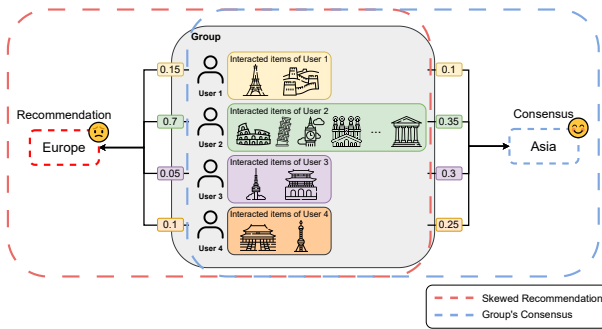 Group
Interacted items of User 1
User 1
0.15
0.1
Recommendation
Europe
Interacted items of User 2
...
User 2
0.7
0.35
Consensus
Asia
Interacted items of User 3
User 3
0.05
0.3
Interacted items of User 4
User 4
0.1
0.25
Skewed Recommendation
Group's Consensus